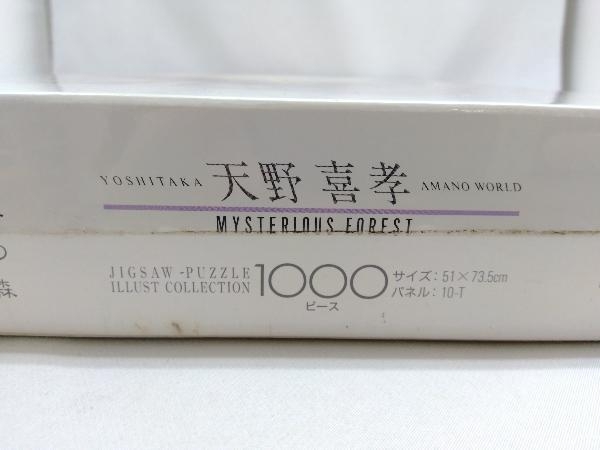 YOSHITAKA 天野 喜孝 AMANO WORLD
MYSTERIOUS FOREST
JIGSAW-PUZZLE
ILLUST COLLECTION
1000
ピース
サイズ:51×73.5cm
パネル:10-T
森